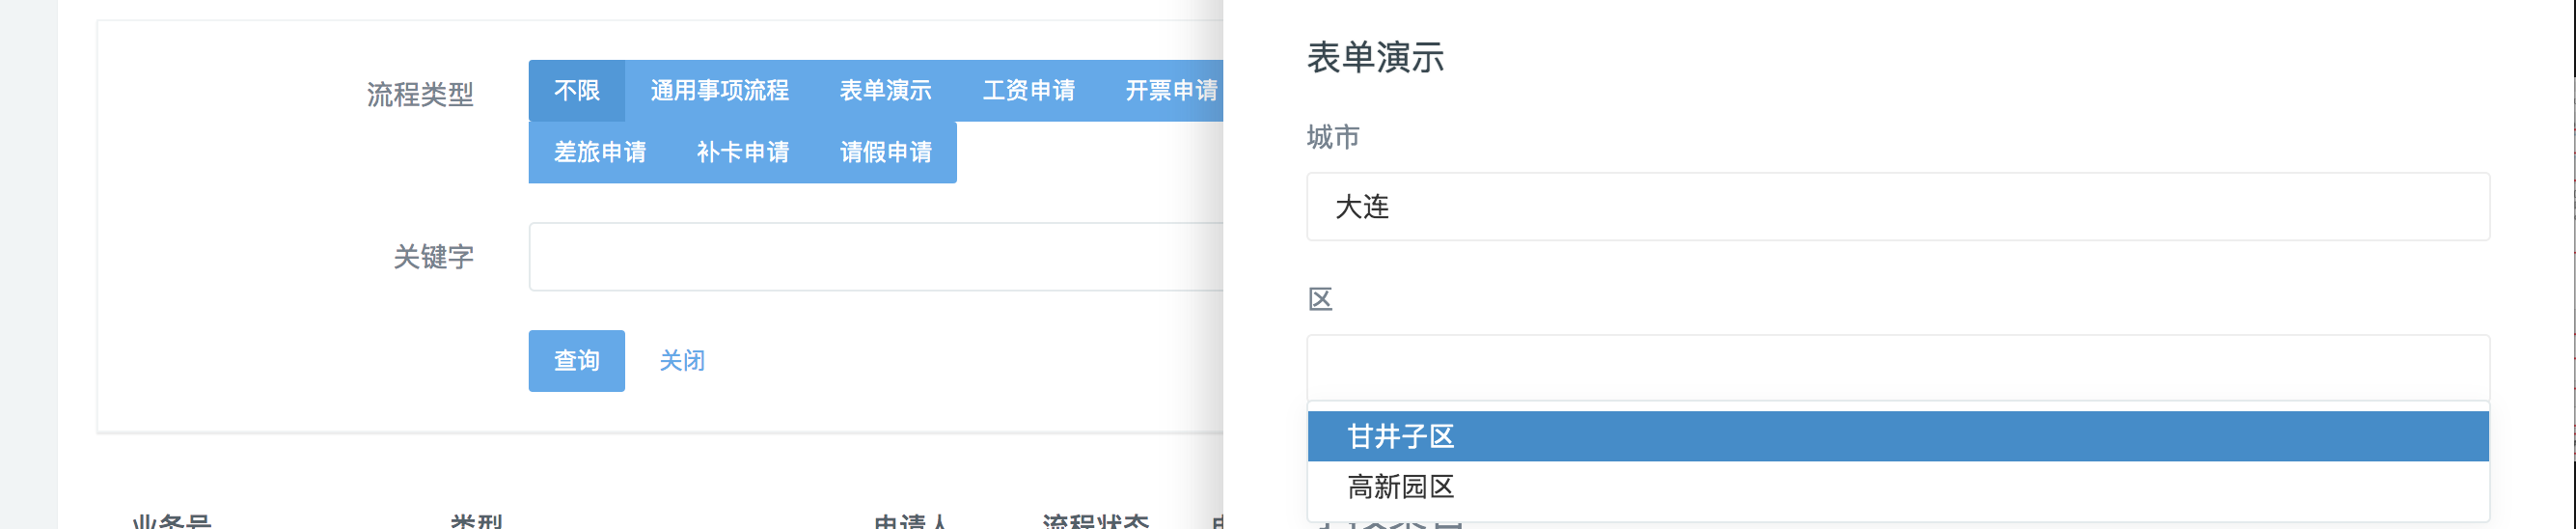 流程类型
不限 通用事项流程 表单演示 工资申请 开票申请
差旅申请 补卡申请 请假申请
关键字
查询 关闭
业务号 类型 申请人 流程状态
表单演示
城市
大连
区
甘井子区
高新园区